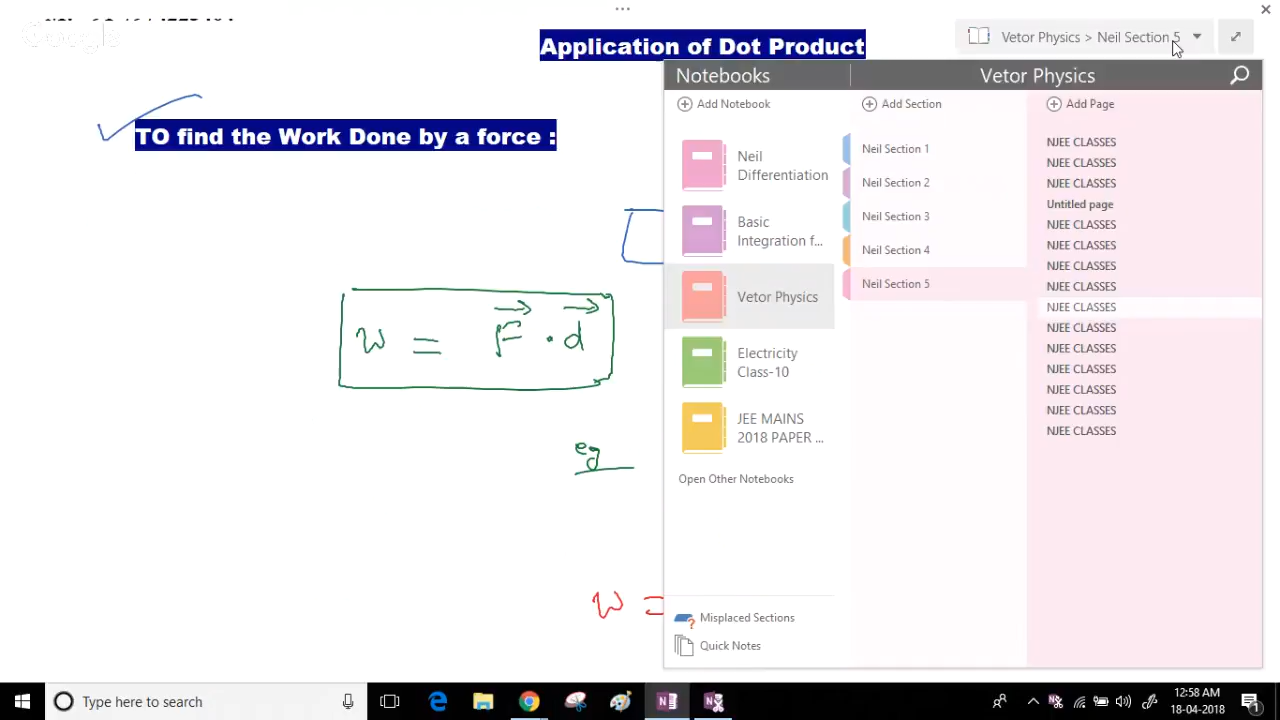 Google
Application of Dot Product
TO find the Work Done by a force :
W = F . d
eg
W =
Vetor Physics > Neil Section 5
Notebooks
Vetor Physics
Add Notebook
Add Section
Add Page
Neil
Differentiation
Basic
Integration f...
Vetor Physics
Electricity
Class-10
JEE MAINS
2018 PAPER ...
Open Other Notebooks
Misplaced Sections
Quick Notes
Neil Section 1
Neil Section 2
Neil Section 3
Neil Section 4
Neil Section 5
NJEE CLASSES
NJEE CLASSES
NJEE CLASSES
Untitled page
NJEE CLASSES
NJEE CLASSES
NJEE CLASSES
NJEE CLASSES
NJEE CLASSES
NJEE CLASSES
NJEE CLASSES
NJEE CLASSES
NJEE CLASSES
NJEE CLASSES
NJEE CLASSES
Type here to search
12:58 AM
18-04-2018